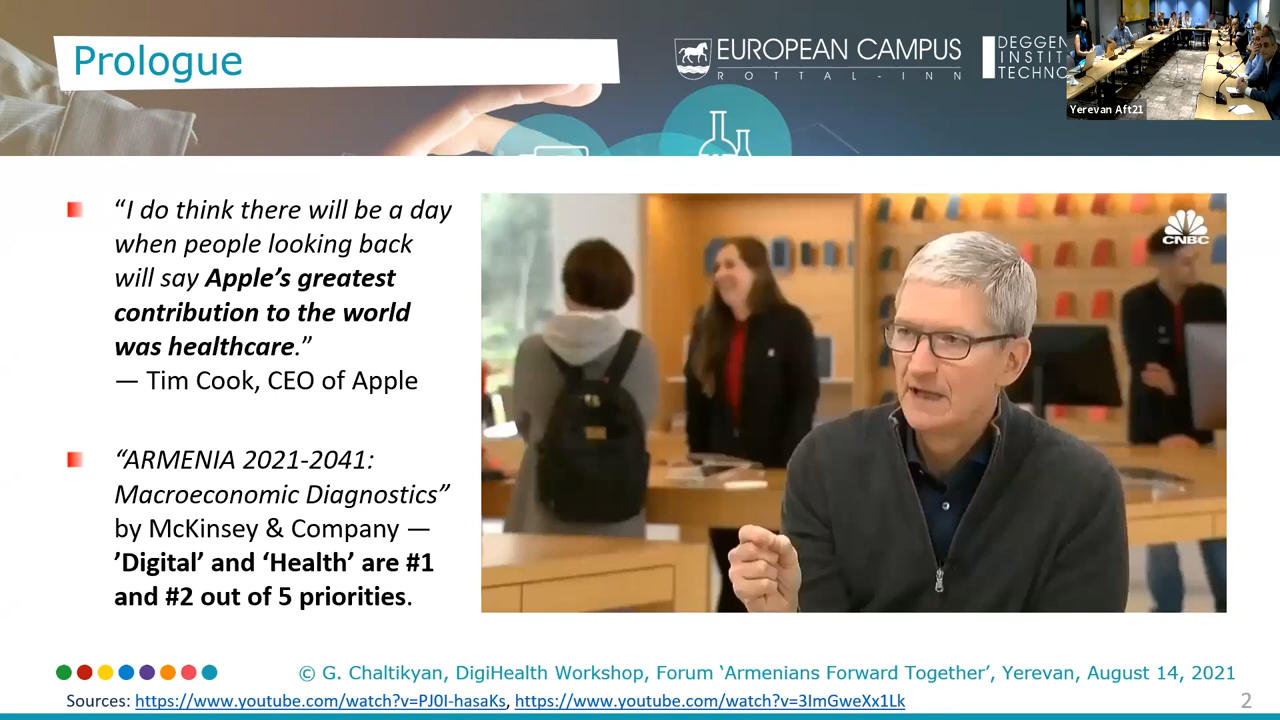 Prologue
EUROPEAN CAMPUS
ROTTAL-INN
DEGGEN
INSTIT
TECHNO
Yerevan Aft21
“I do think there will be a day
when people looking back
will say Apple’s greatest
contribution to the world
was healthcare.”
— Tim Cook, CEO of Apple
CNBC
“ARMENIA 2021-2041:
Macroeconomic Diagnostics”
by McKinsey & Company —
’Digital’ and ‘Health’ are #1
and #2 out of 5 priorities.
© G. Chaltikyan, DigiHealth Workshop, Forum ‘Armenians Forward Together’, Yerevan, August 14, 2021
Sources: https://www.youtube.com/watch?v=PJ0I-hasaKs, https://www.youtube.com/watch?v=3ImGweXx1Lk
2